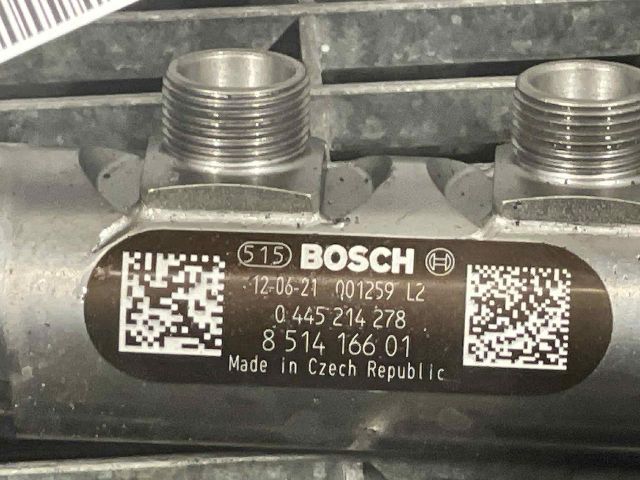 515 BOSCH
12-06-21 001259 L2
0 445 214 278
8 514 166 01
Made in Czech Republic